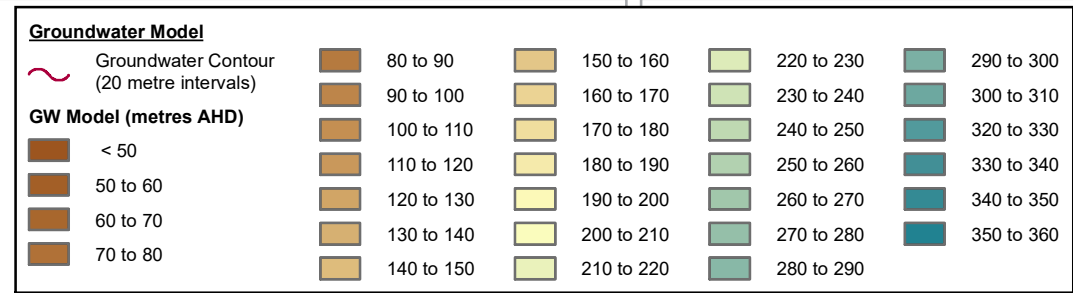 Groundwater Model
Groundwater Contour
(20 metre intervals)
GW Model (metres AHD)
< 50
50 to 60
60 to 70
70 to 80
80 to 90
90 to 100
100 to 110
110 to 120
120 to 130
130 to 140
140 to 150
150 to 160
160 to 170
170 to 180
180 to 190
190 to 200
200 to 210
210 to 220
220 to 230
230 to 240
240 to 250
250 to 260
260 to 270
270 to 280
280 to 290
290 to 300
300 to 310
320 to 330
330 to 340
340 to 350
350 to 360